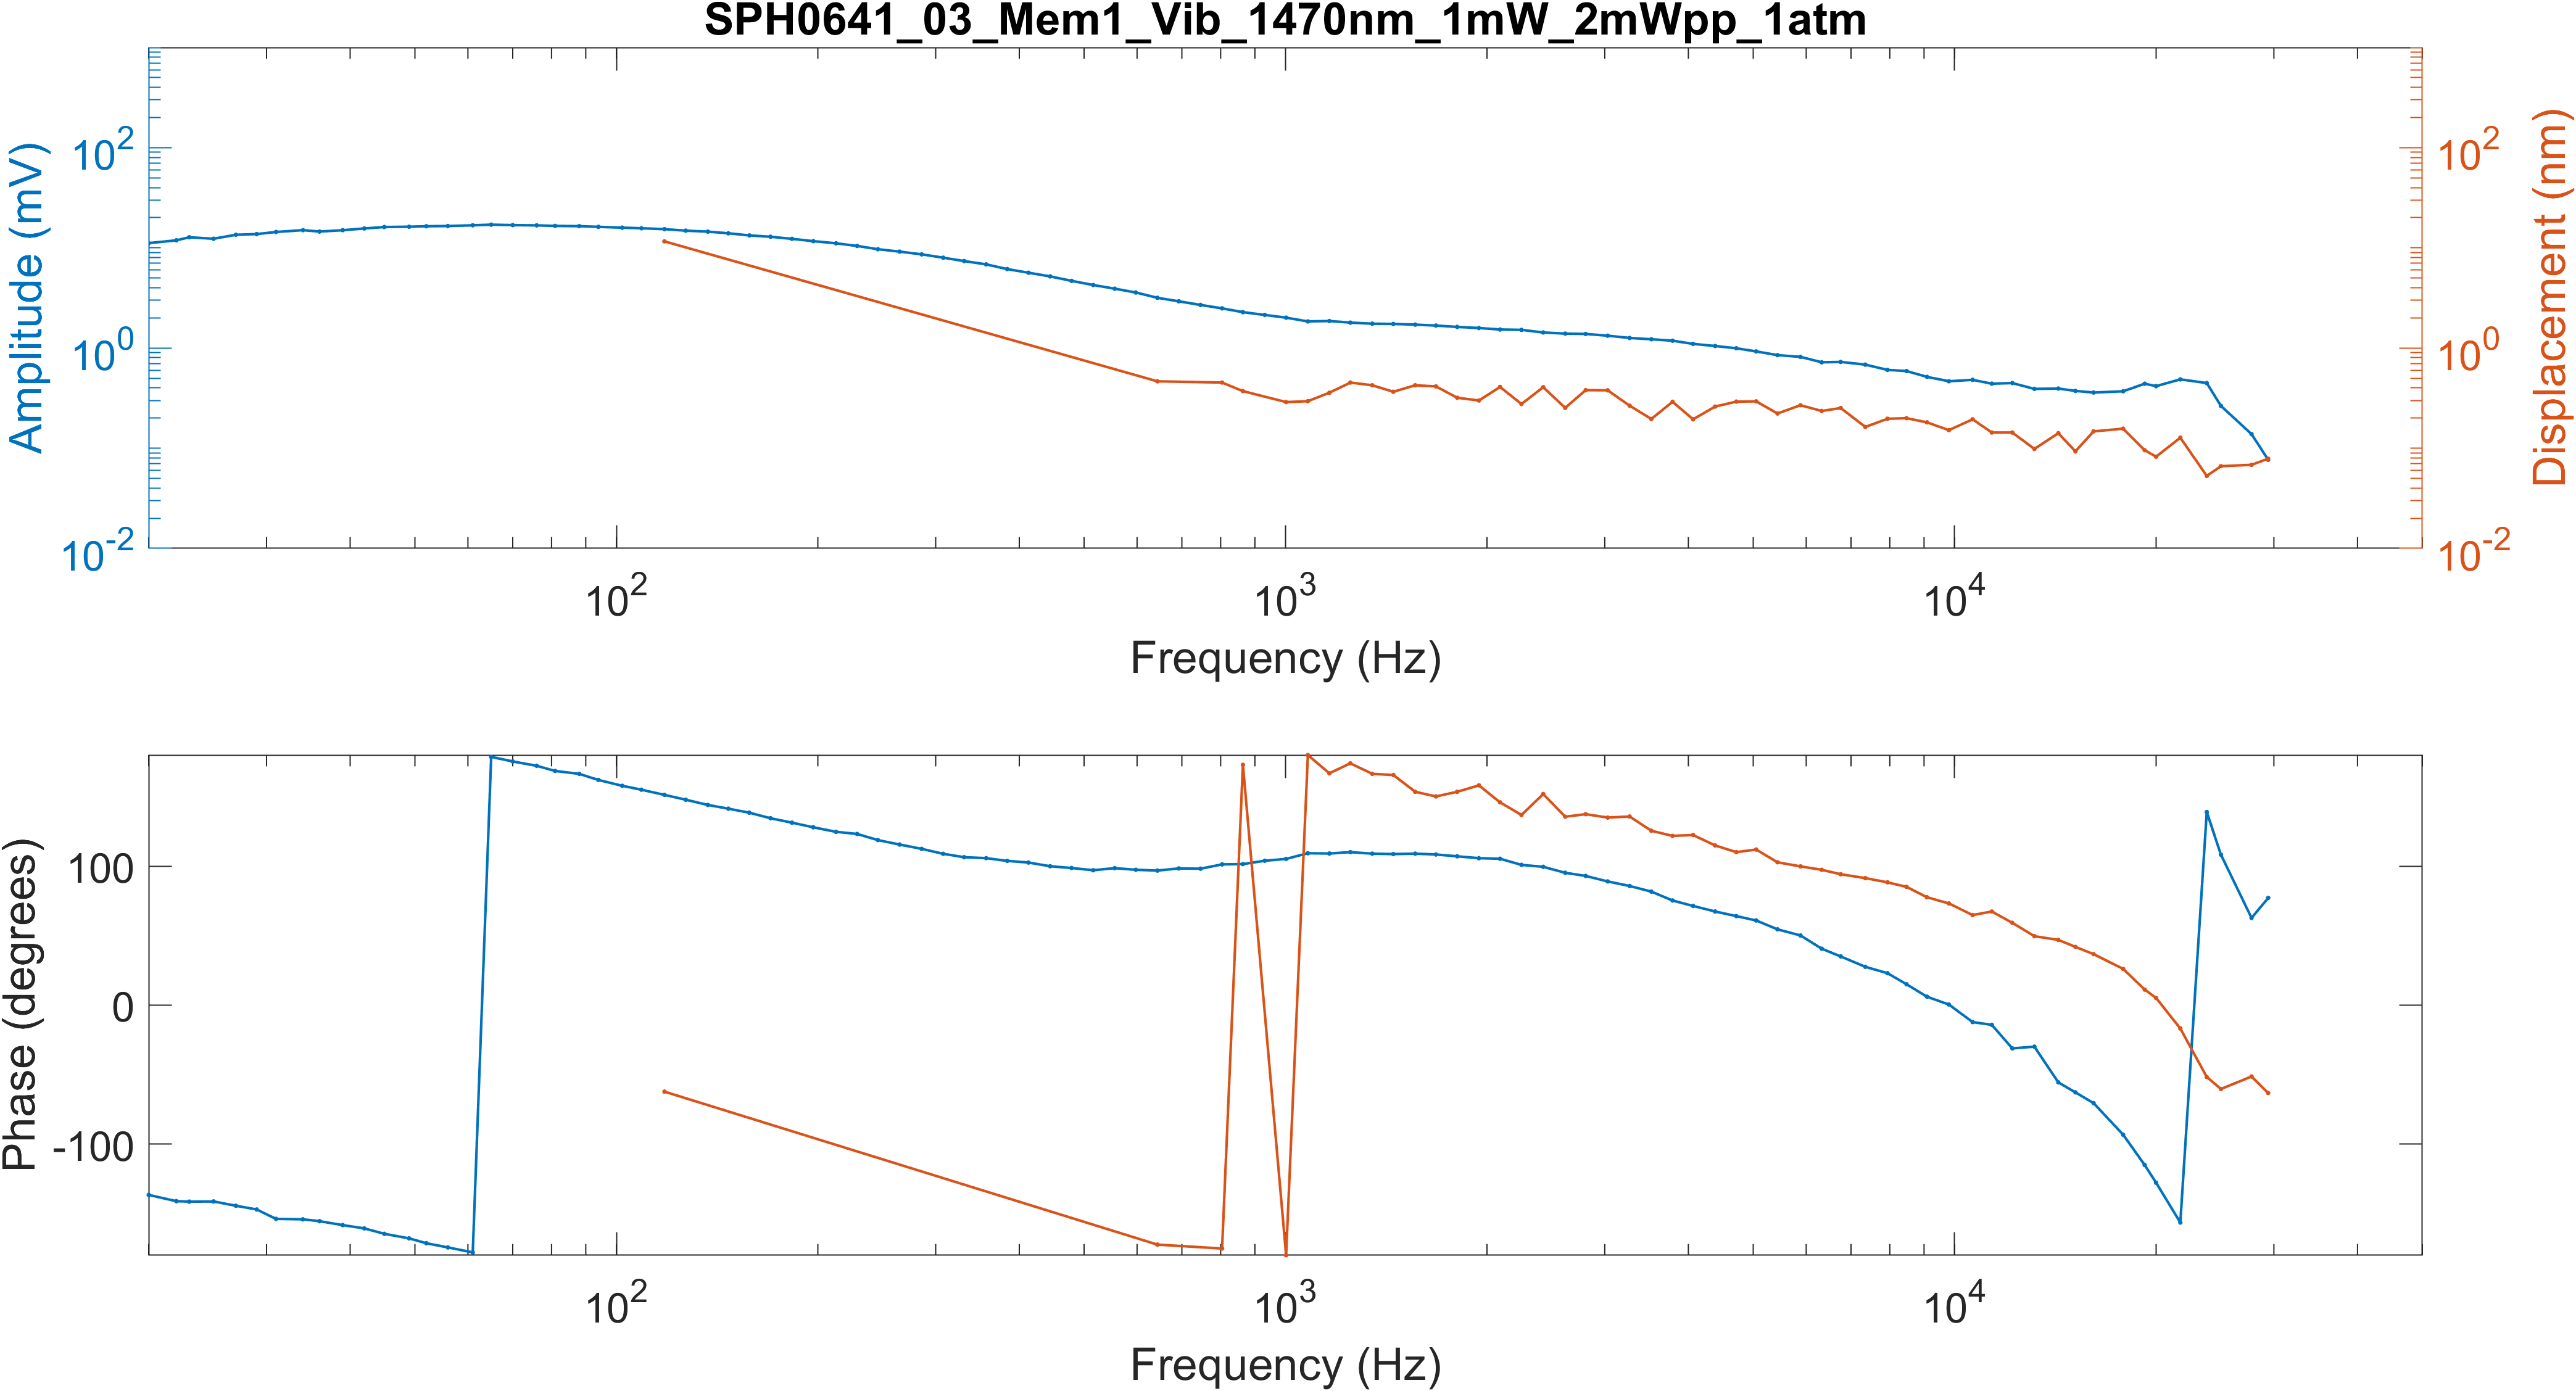 SPH0641_03_Mem1_Vib_1470nm_1mW_2mWpp_1atm
Amplitude (mV)
10^2
10^0
10^-2
10^2
10^0
10^-2
Displacement (nm)
10^2
10^3
10^4
Frequency (Hz)
Phase (degrees)
100
0
-100
10^2
10^3
10^4
Frequency (Hz)